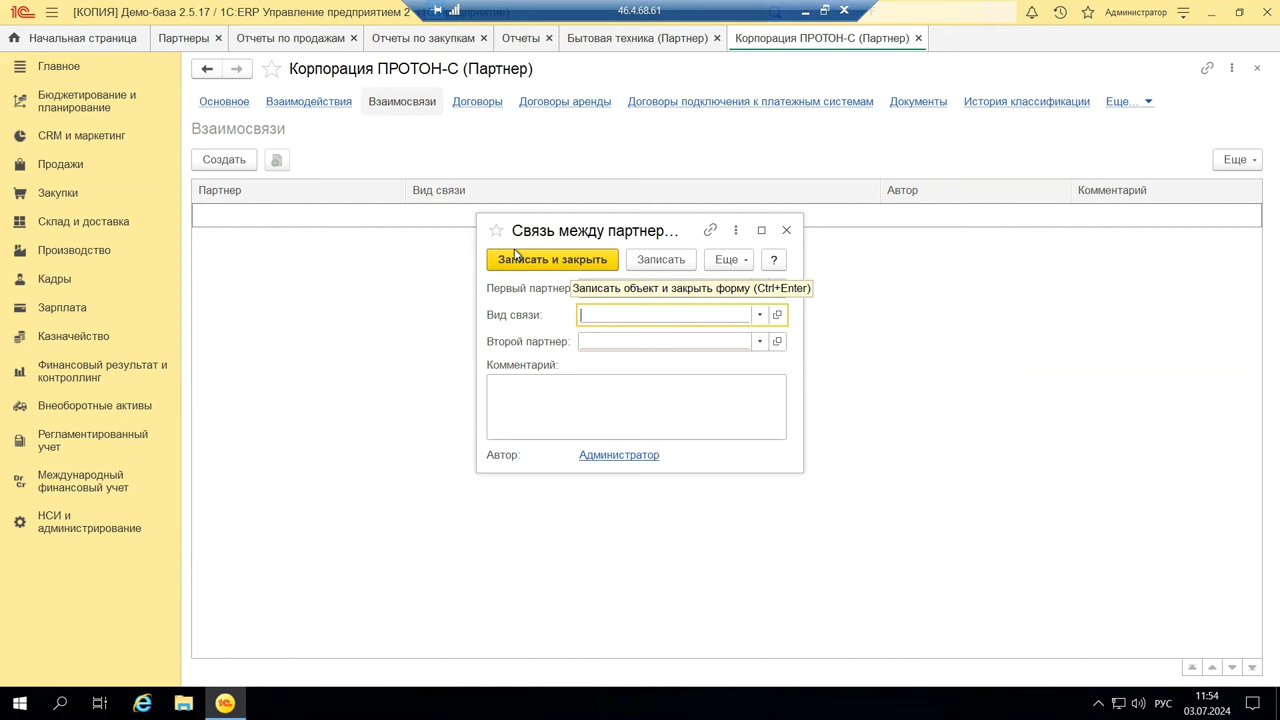 [КОПИЯ] Демо-база 2.5.17 / 1С:ERP Управление предприятием 2
46.4.68.61
Администратор
Начальная страница
Партнеры
Отчеты по продажам
Отчеты по закупкам
Отчеты
Бытовая техника (Партнер)
Корпорация ПРОТОН-С (Партнер)
Главное
Бюджетирование и
планирование
CRM и маркетинг
Продажи
Закупки
Склад и доставка
Производство
Кадры
Зарплата
Казначейство
Финансовый результат и
контроллинг
Внеоборотные активы
Регламентированный
учет
Международный
финансовый учет
НСИ и
администрирование
Корпорация ПРОТОН-С (Партнер)
Основное
Взаимодействия
Взаимосвязи
Договоры
Договоры аренды
Договоры подключения к платежным системам
Документы
История классификации
Еще...
Взаимосвязи
Создать
Еще
Партнер
Вид связи
Автор
Комментарий
Связь между партнер...
Записать и закрыть
Записать
Еще
?
Первый партнер
Записать объект и закрыть форму (Ctrl+Enter)
Вид связи:
Второй партнер:
Комментарий:
Автор:
Администратор
РУС
11:54
03.07.2024